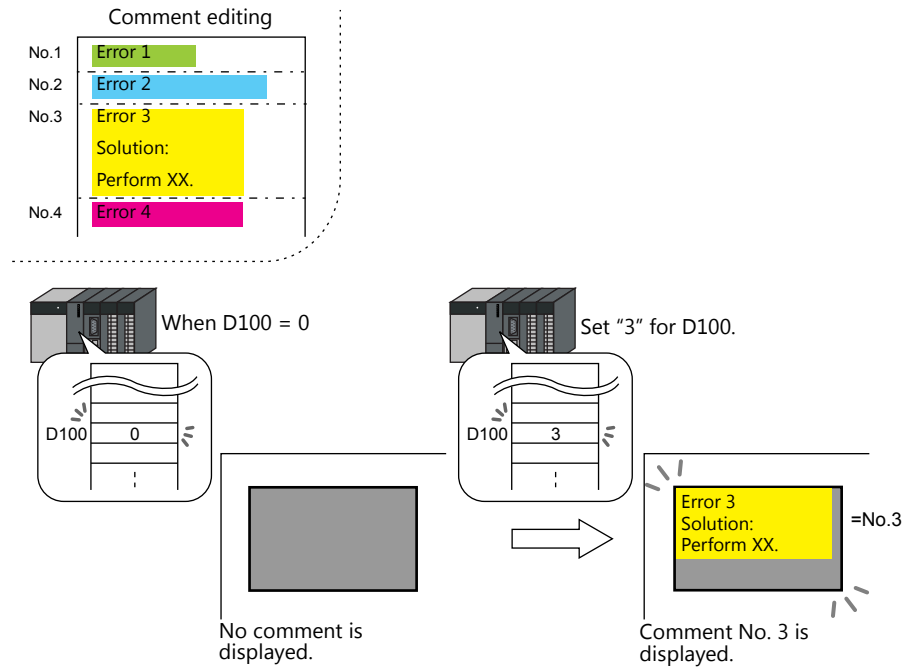 Comment editing
No.1 Error 1
No.2 Error 2
No.3 Error 3
Solution:
Perform XX.
No.4 Error 4
When D100 = 0
D100 0
No comment is
displayed.
Set “3” for D100.
D100 3
Error 3
Solution:
Perform XX.
=No.3
Comment No. 3 is
displayed.